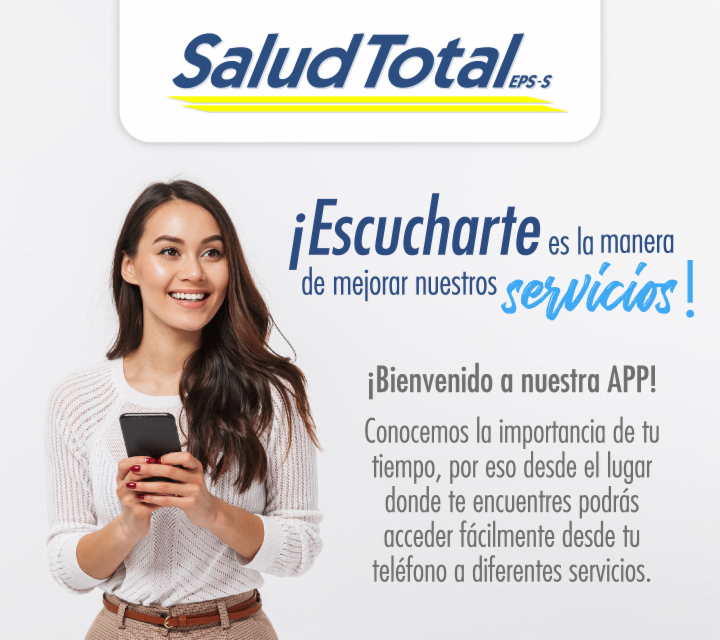 Salud Total EPS-S
¡Escucharte es la manera
de mejorar nuestros servicios!
¡Bienvenido a nuestra APP!
Conocemos la importancia de tu
tiempo, por eso desde el lugar
donde te encuentres podrás
acceder fácilmente desde tu
teléfono a diferentes servicios.